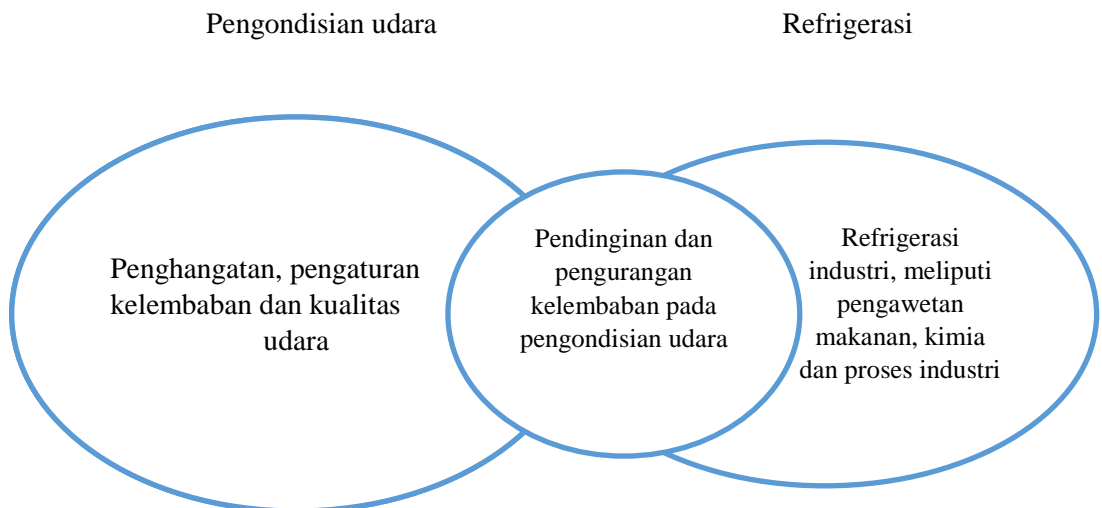 Pengondisian udara
Refrigerasi
Penghangatan, pengaturan
kelembaban dan kualitas
udara
Pendinginan dan
pengurangan
kelembaban pada
pengondisian udara
Refrigerasi
industri, meliputi
pengawetan
makanan, kimia
dan proses industri